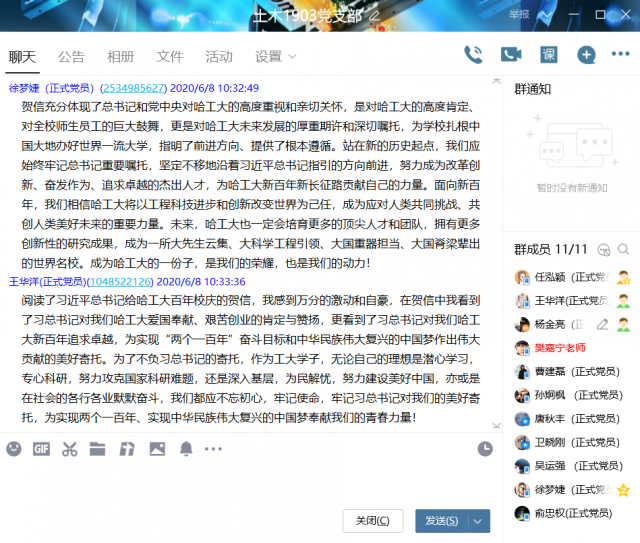 土木1903党支部
举报
聊天 公告 相册 文件 活动 设置
课
徐梦婕（正式党员）(2534985627) 2020/6/8 10:32:49
贺信充分体现了总书记和党中央对哈工大的高度重视和亲切关怀，是对哈工大的高度肯定、
对全校师生员工的巨大鼓舞，更是对哈工大未来发展的厚重期许和深切嘱托，为学校扎根中
国大地办好世界一流大学，指明了前进方向、提供了根本遵循。站在新的历史起点，我们应
始终牢记总书记重要嘱托，坚定不移地沿着习近平总书记指引的方向前进，努力成为改革创
新、奋发作为、追求卓越的杰出人才，为哈工大新百年新长征路贡献自己的力量。面向新百
年，我们相信哈工大将以工程科技进步和创新改变世界为己任，成为应对人类共同挑战、共
创人类美好未来的重要力量。未来，哈工大也一定会培育更多的顶尖人才和团队，拥有更多
创新性的研究成果，成为一所大先生云集、大科学工程引领、大国重器担当、大国脊梁辈出
的世界名校。成为哈工大的一份子，是我们的荣耀，也是我们的动力！
王华洋(正式党员)(1048522126) 2020/6/8 10:33:36
阅读了习近平总书记给哈工大百年校庆的贺信，我感到万分的激动和自豪，在贺信中我看到
了习总书记对我们哈工大爱国奉献、艰苦创业的肯定与赞扬，更看到了习总书记对我们哈工
大新百年追求卓越，为实现“两个一百年”奋斗目标和中华民族伟大复兴的中国梦作出伟大
贡献的美好寄托。为了不负习总书记的寄托，作为工大学子，无论自己的理想是潜心学习，
专心科研，努力攻克国家科研难题，还是深入基层，为民解忧，努力建设美好中国，亦或是
在社会的各行各业默默奋斗，我们都应不忘初心，牢记使命，牢记习总书记对我们的美好寄
托，为实现两个一百年、实现中华民族伟大复兴的中国梦奉献我们的青春力量！
GIF
关闭(C) 发送(S)
群通知
暂时没有新通知
群成员 11/11
任泓颖（正式党
王华洋(正式党员
杨金亮（正
樊嘉宁老师
曹建磊（正式党员）
孙炯枫（正式党员）
唐秋丰（正式党员）
卫晓刚（正式党员）
吴运强 （正式党员）
徐梦婕（正式党员
俞忠权(正式党员)